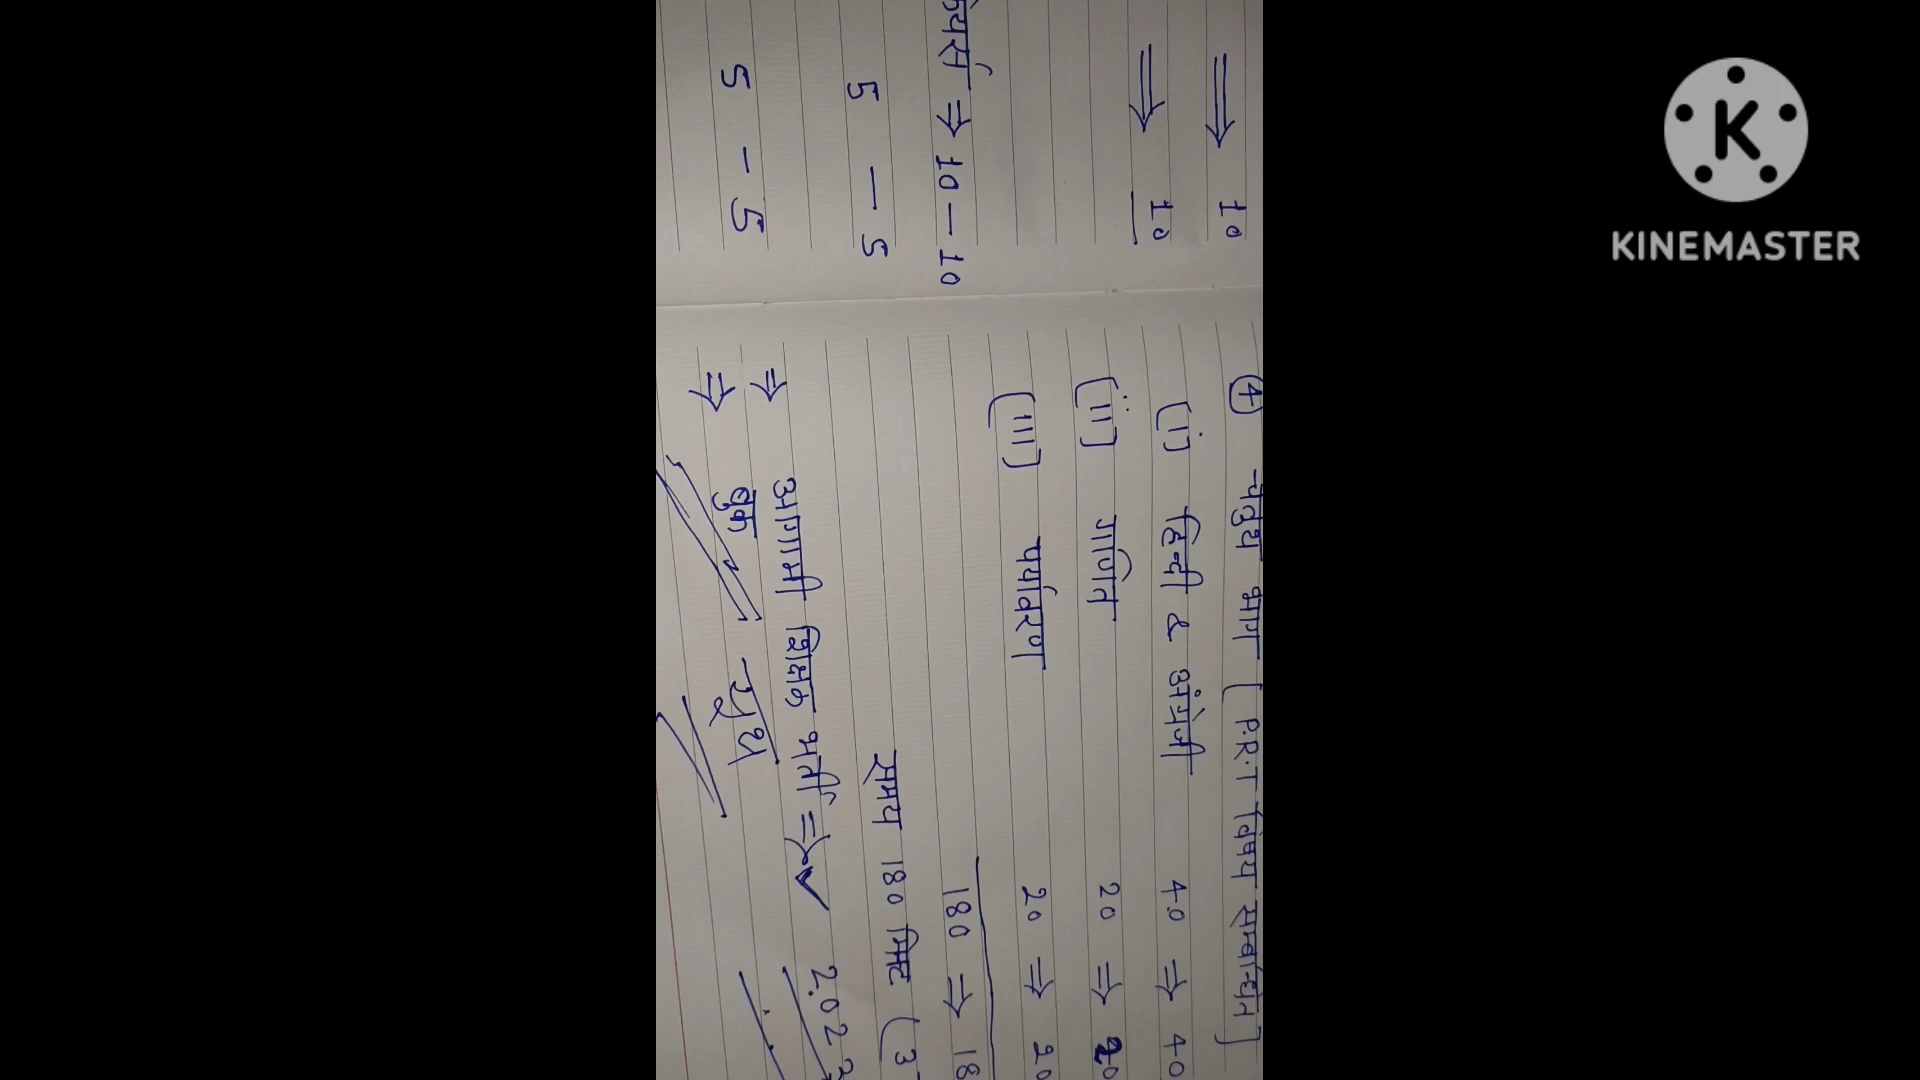 ⇒ 10
⇒ 10
⇒ 10 – 10
5 – 5
5 – 5
④ चतुर्थ भाग [P.R.T विषय सम्बन्धित]
(i) हिन्दी & अंग्रेजी 40 ⇒ 40
(ii) गणित 20 ⇒ 20
(iii) पर्यावरण 20 ⇒ 20
180 ⇒ 18
समय 180 मिनट (3
⇒ आगामी शिक्षक भर्ती ⇒ ✓ 2023
⇒ बुक
KINEMASTER